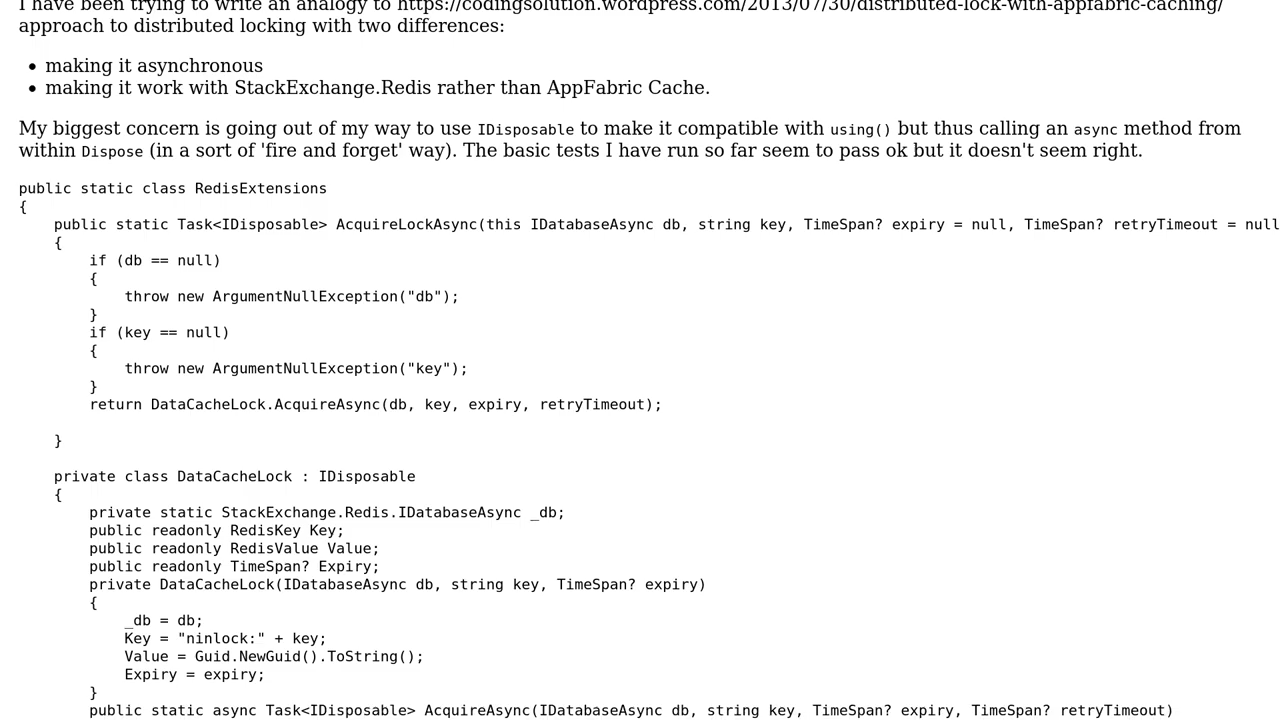 I have been trying to write an analogy to https://codingsolution.wordpress.com/2013/07/30/distributed-lock-with-appfabric-caching/
approach to distributed locking with two differences:
• making it asynchronous
• making it work with StackExchange.Redis rather than AppFabric Cache.
My biggest concern is going out of my way to use IDisposable to make it compatible with using() but thus calling an async method from
within Dispose (in a sort of 'fire and forget' way). The basic tests I have run so far seem to pass ok but it doesn't seem right.
public static class RedisExtensions
{
    public static Task<IDisposable> AcquireLockAsync(this IDatabaseAsync db, string key, TimeSpan? expiry = null, TimeSpan? retryTimeout = null
    {
        if (db == null)
        {
            throw new ArgumentNullException("db");
        }
        if (key == null)
        {
            throw new ArgumentNullException("key");
        }
        return DataCacheLock.AcquireAsync(db, key, expiry, retryTimeout);
    }
    private class DataCacheLock : IDisposable
    {
        private static StackExchange.Redis.IDatabaseAsync _db;
        public readonly RedisKey Key;
        public readonly RedisValue Value;
        public readonly TimeSpan? Expiry;
        private DataCacheLock(IDatabaseAsync db, string key, TimeSpan? expiry)
        {
            _db = db;
            Key = "ninlock:" + key;
            Value = Guid.NewGuid().ToString();
            Expiry = expiry;
        }
        public static async Task<IDisposable> AcquireAsync(IDatabaseAsync db, string key, TimeSpan? expiry, TimeSpan? retryTimeout)